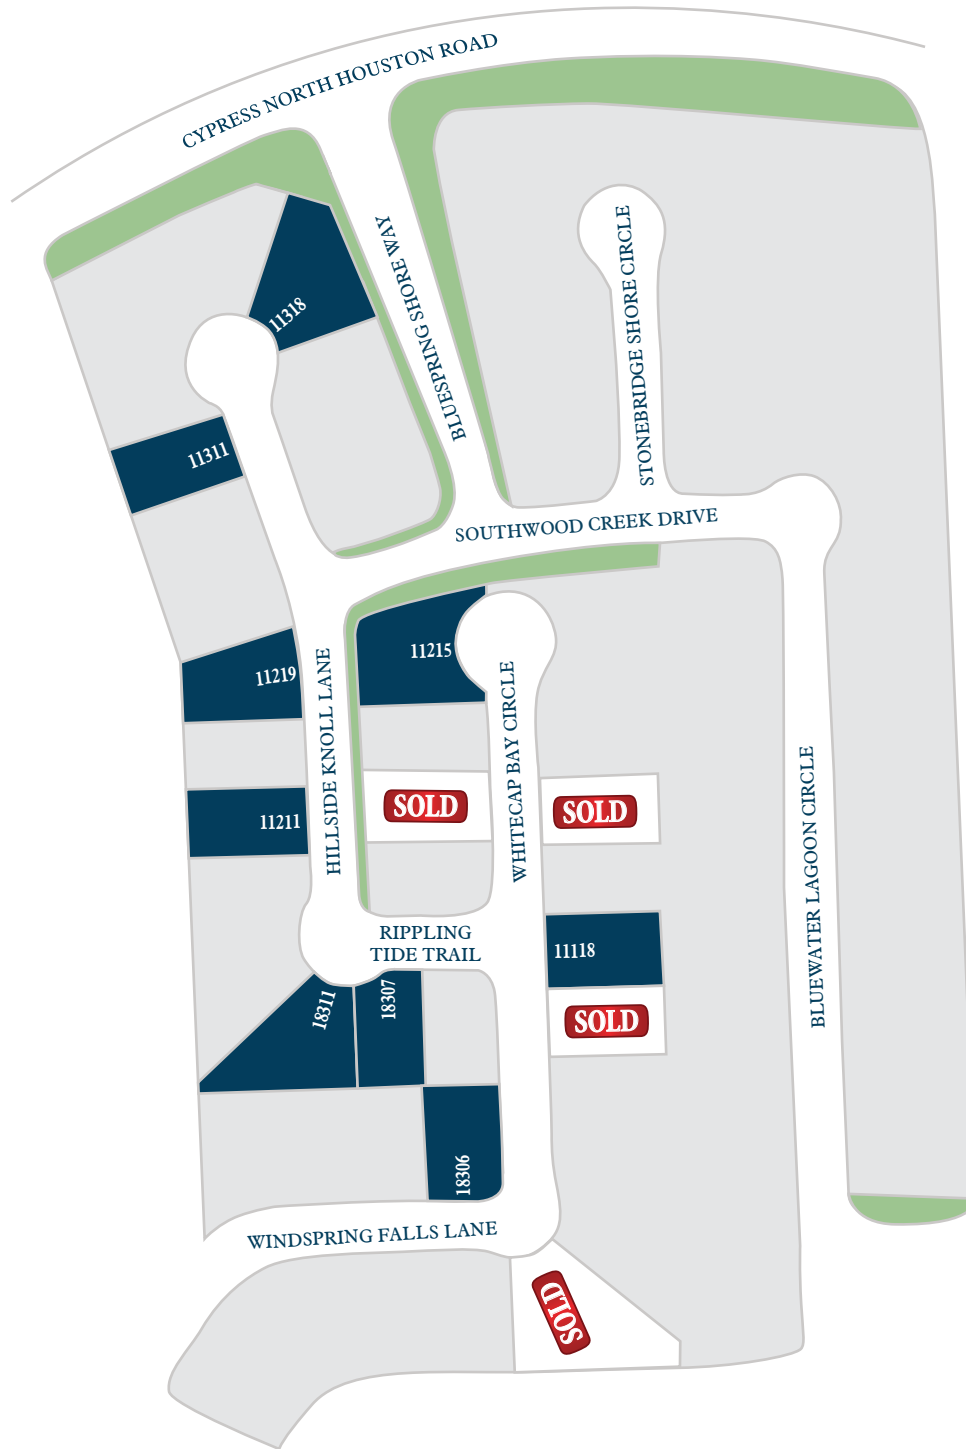 CYPRESS NORTH HOUSTON ROAD
BLUESPRING SHORE WAY
STONEBRIDGE SHORE CIRCLE
11318
11311
SOUTHWOOD CREEK DRIVE
11215
11219
HILLSIDE KNOLL LANE
WHITECAP BAY CIRCLE
BLUEWATER LAGOON CIRCLE
SOLD
SOLD
11211
RIPPLING
TIDE TRAIL
11118
18311
18307
SOLD
18306
WINDSPRING FALLS LANE
SOLD